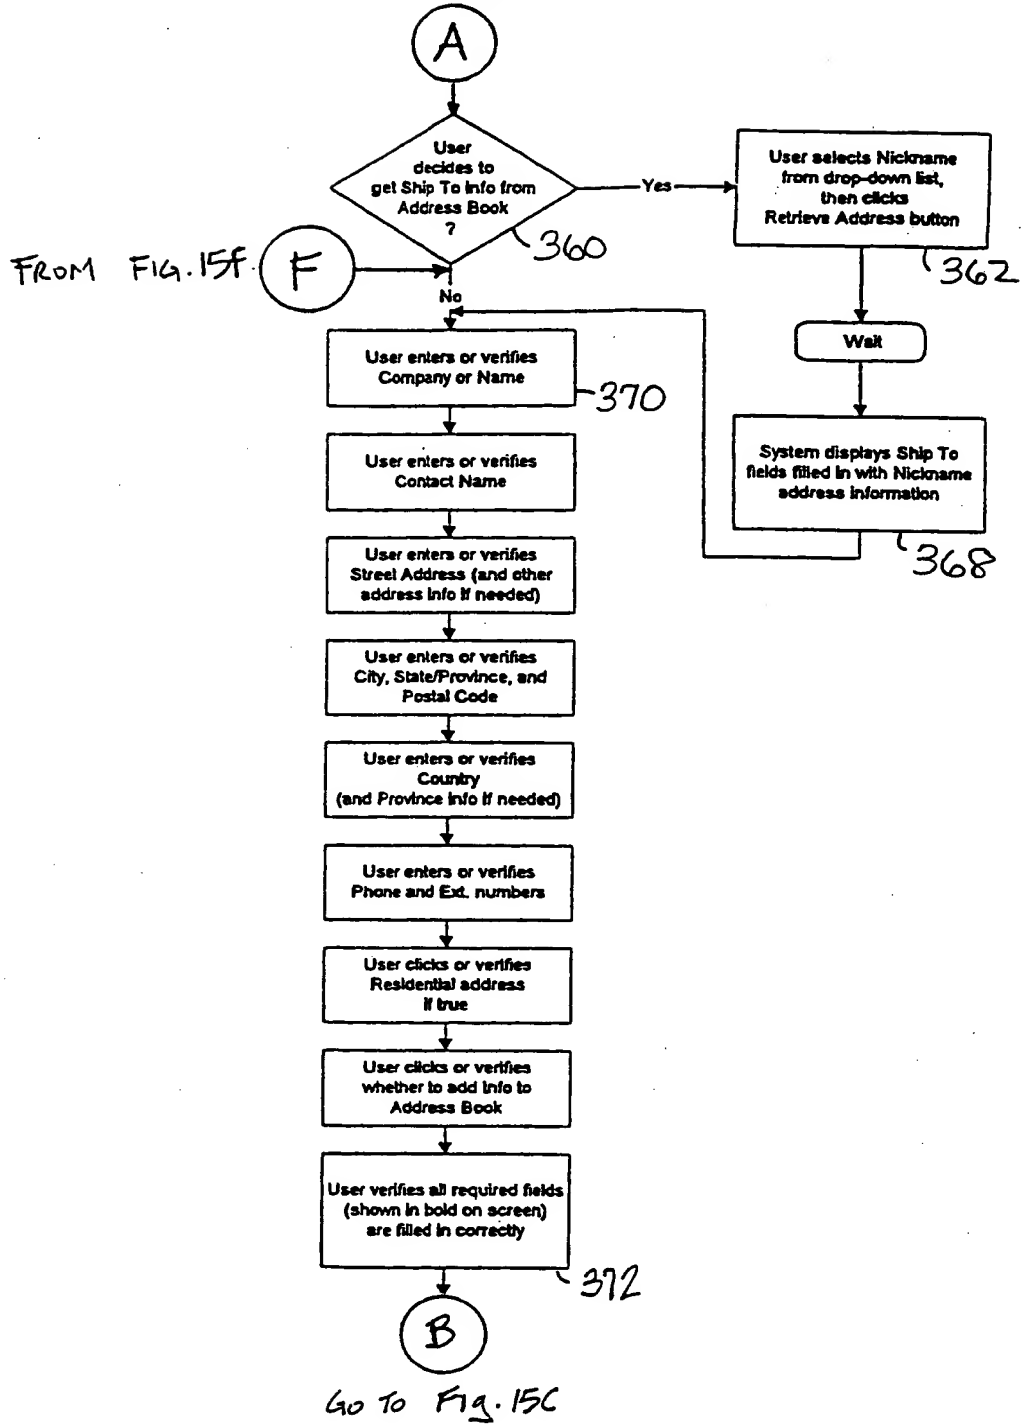 A
User
decides to
get Ship To Info from
Address Book
?
360
Yes
User selects Nickname
from drop-down list,
then clicks
Retrieve Address button
362
FROM FIG. 15f.
F
No
Wait
User enters or verifies
Company or Name
370
System displays Ship To
fields filled in with Nickname
address information
368
User enters or verifies
Contact Name
User enters or verifies
Street Address (and other
address info if needed)
User enters or verifies
City, State/Province, and
Postal Code
User enters or verifies
Country
(and Province info if needed)
User enters or verifies
Phone and Ext. numbers
User clicks or verifies
Residential address
if true
User clicks or verifies
whether to add info to
Address Book
User verifies all required fields
(shown in bold on screen)
are filled in correctly
372
B
Go To Fig. 15C